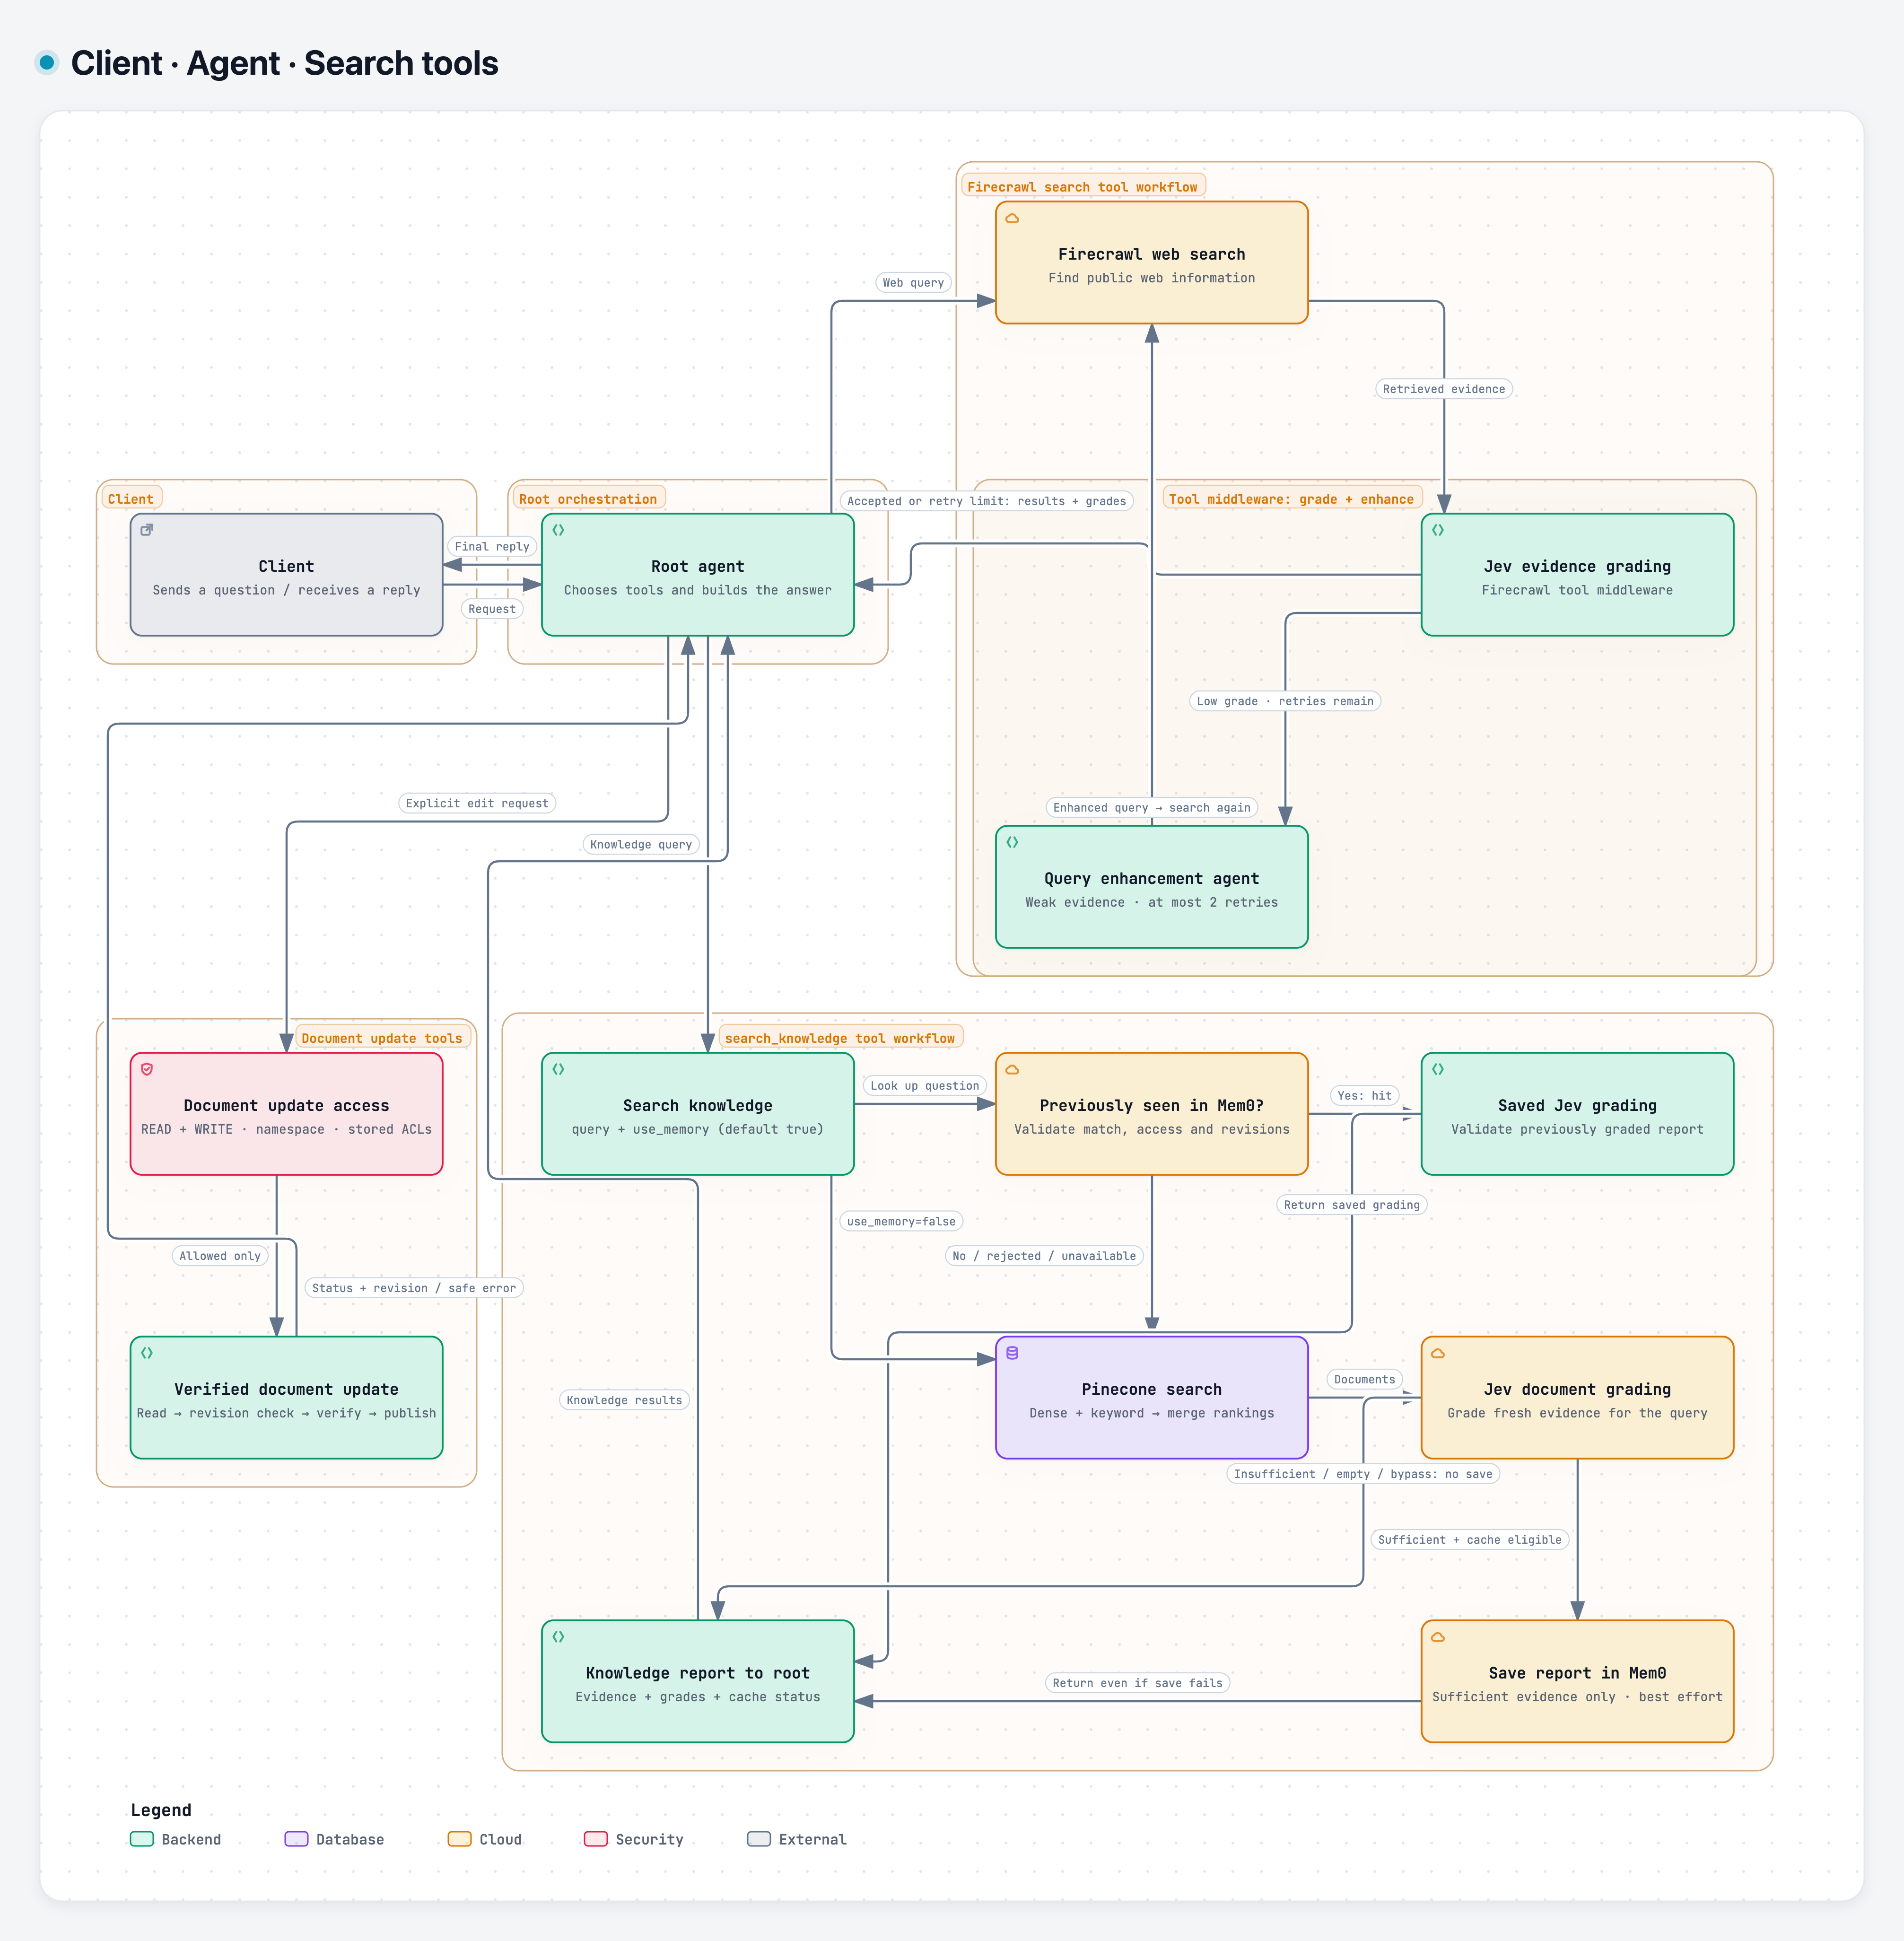 Client · Agent · Search tools
Firecrawl search tool workflow
Firecrawl web search
Find public web information
Web query
Retrieved evidence
Client
Root orchestration
Accepted or retry limit: results + grades
Tool middleware: grade + enhance
Client
Sends a question / receives a reply
Final reply
Request
Root agent
Chooses tools and builds the answer
Jev evidence grading
Firecrawl tool middleware
Low grade · retries remain
Explicit edit request
Enhanced query → search again
Knowledge query
Query enhancement agent
Weak evidence · at most 2 retries
Document update tools
search_knowledge tool workflow
Document update access
READ + WRITE · namespace · stored ACLs
Search knowledge
query + use_memory (default true)
Look up question
Previously seen in Mem0?
Validate match, access and revisions
Yes: hit
Saved Jev grading
Validate previously graded report
Return saved grading
use_memory=false
Allowed only
No / rejected / unavailable
Status + revision / safe error
Verified document update
Read → revision check → verify → publish
Knowledge results
Pinecone search
Dense + keyword → merge rankings
Documents
Jev document grading
Grade fresh evidence for the query
Insufficient / empty / bypass: no save
Sufficient + cache eligible
Knowledge report to root
Evidence + grades + cache status
Return even if save fails
Save report in Mem0
Sufficient evidence only · best effort
Legend
Backend
Database
Cloud
Security
External